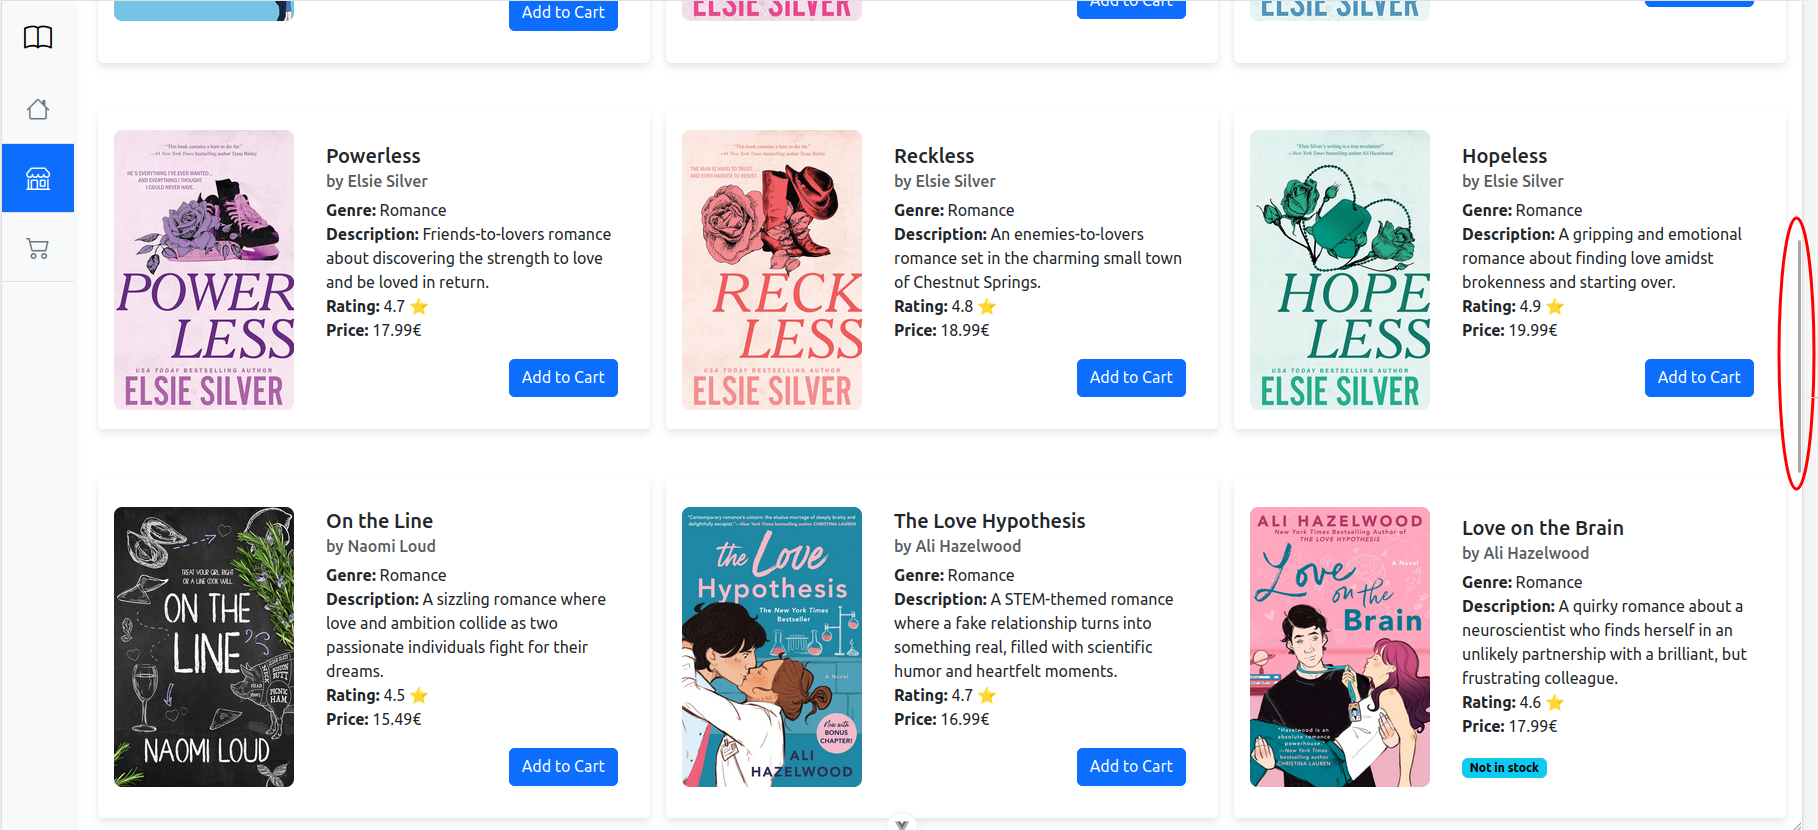 Add to Cart
ELSIE SILVER
Add to Cart
ELSIE SILVER
"This book contains a hero to die for."
—#1 New York Times bestselling author Tessa Bailey
HE'S EVERYTHING I'VE EVER WANTED...
AND EVERYTHING I THOUGHT
I COULD NEVER HAVE.
POWER
LESS
USA TODAY BESTSELLING AUTHOR
ELSIE SILVER
Powerless
by Elsie Silver
Genre: Romance
Description: Friends-to-lovers romance
about discovering the strength to love
and be loved in return.
Rating: 4.7 ⭐
Price: 17.99€
Add to Cart
"This book contains a hero to die for."
—#1 New York Times bestselling author Tessa Bailey
THE MAN IS HARD TO TRUST...
AND EVEN HARDER TO RESIST.
RECK
LESS
USA TODAY BESTSELLING AUTHOR
ELSIE SILVER
Reckless
by Elsie Silver
Genre: Romance
Description: An enemies-to-lovers
romance set in the charming small town
of Chestnut Springs.
Rating: 4.8 ⭐
Price: 18.99€
Add to Cart
"Elsie Silver's writing is a true revelation!"
—New York Times bestselling author Ali Hazelwood
HOPE
LESS
USA TODAY BESTSELLING AUTHOR
ELSIE SILVER
Hopeless
by Elsie Silver
Genre: Romance
Description: A gripping and emotional
romance about finding love amidst
brokenness and starting over.
Rating: 4.9 ⭐
Price: 19.99€
Add to Cart
TREAT YOUR GIRL RIGHT
OR A LINE COOK WILL
ON THE
LINE
PICNIC
HAM
NAOMI LOUD
On the Line
by Naomi Loud
Genre: Romance
Description: A sizzling romance where
love and ambition collide as two
passionate individuals fight for their
dreams.
Rating: 4.5 ⭐
Price: 15.49€
Add to Cart
"Contemporary romance's unicorn: the elusive marriage of deeply brainy and
delightfully escapist."—New York Times bestselling author CHRISTINA LAUREN
the Love
Hypothesis
The New York Times
Bestseller
A Novel
Now with
BONUS
CHAPTER!
ALI
HAZELWOOD
The Love Hypothesis
by Ali Hazelwood
Genre: Romance
Description: A STEM-themed romance
where a fake relationship turns into
something real, filled with scientific
humor and heartfelt moments.
Rating: 4.7 ⭐
Price: 16.99€
Add to Cart
ALI HAZELWOOD
New York Times Bestselling Author of
THE LOVE HYPOTHESIS
A Novel
Love
on the
Brain
"Hazelwood is an
absolute romance
powerhouse."
—New York Times
bestselling author
CHRISTINA LAUREN
Love on the Brain
by Ali Hazelwood
Genre: Romance
Description: A quirky romance about a
neuroscientist who finds herself in an
unlikely partnership with a brilliant, but
frustrating colleague.
Rating: 4.6 ⭐
Price: 17.99€
Not in stock